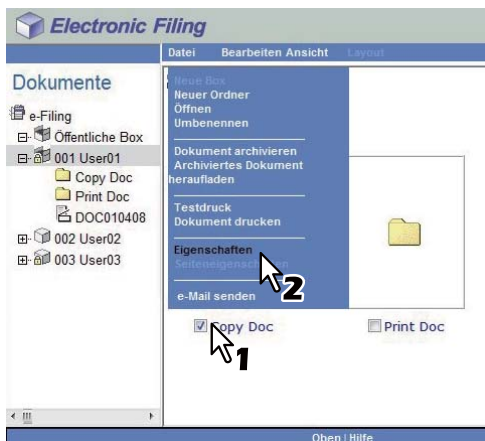 Electronic Filing
Datei Bearbeiten Ansicht Layout
Dokumente
e-Filing
Öffentliche Box
001 User01
Copy Doc
Print Doc
DOC010408
002 User02
003 User03
Neue Box
Neuer Ordner
Öffnen
Umbenennen
Dokument archivieren
Archiviertes Dokument
heraufladen
Testdruck
Dokument drucken
Eigenschaften
e-Mail senden
2
Copy Doc
Print Doc
1
Oben | Hilfe